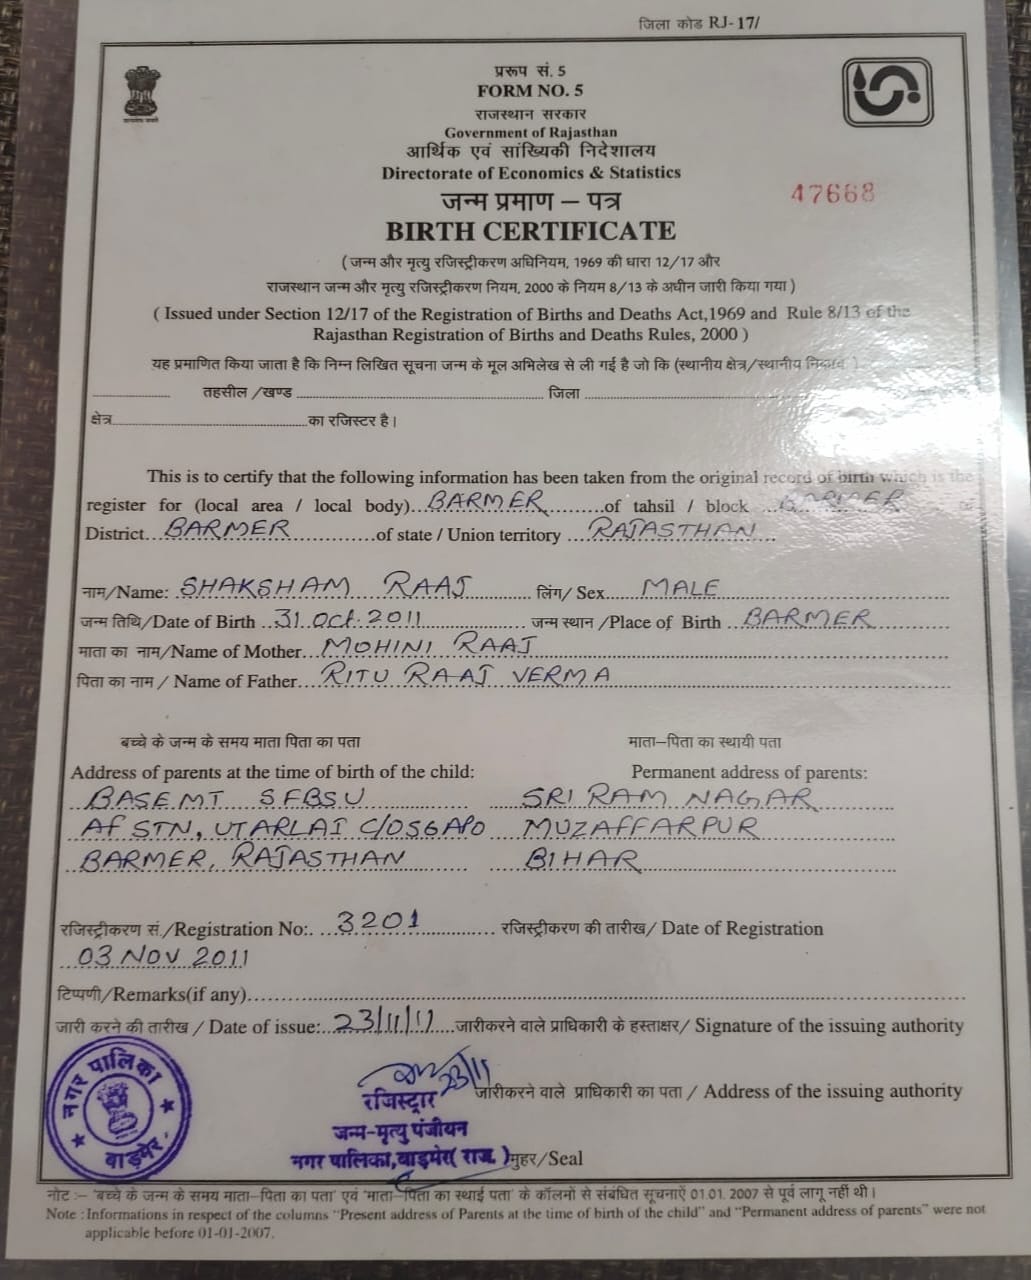 जिला कोड RJ-17/
प्ररूप सं. 5
FORM NO. 5
राजस्थान सरकार
Government of Rajasthan
आर्थिक एवं सांख्यिकी निदेशालय
Directorate of Economics & Statistics
47668
जन्म प्रमाण – पत्र
BIRTH CERTIFICATE
( जन्म और मृत्यु रजिस्ट्रीकरण अधिनियम, 1969 की धारा 12/17 और
राजस्थान जन्म और मृत्यु रजिस्ट्रीकरण नियम, 2000 के नियम 8/13 के अधीन जारी किया गया )
( Issued under Section 12/17 of the Registration of Births and Deaths Act,1969 and Rule 8/13 of the
Rajasthan Registration of Births and Deaths Rules, 2000 )
यह प्रमाणित किया जाता है कि निम्न लिखित सूचना जन्म के मूल अभिलेख से ली गई है जो कि (स्थानीय क्षेत्र/स्थानीय निकाय )
.................. तहसील /खण्ड .................. जिला ..................
क्षेत्र..................का रजिस्टर है।
This is to certify that the following information has been taken from the original record of birth which is the
register for (local area / local body)...BARMER.........of tahsil / block ...BARMER
District...BARMER...............of state / Union territory ...RAJASTHAN...
नाम/Name: SHAKSHAM RAAJ लिंग/ Sex...MALE
जन्म तिथि/Date of Birth ..31 Oct. 2011........ जन्म स्थान /Place of Birth ..BARMER
माता का नाम/Name of Mother...MOHINI RAAJ
पिता का नाम / Name of Father...RITU RAAJ VERMA
बच्चे के जन्म के समय माता पिता का पता माता–पिता का स्थायी पता
Address of parents at the time of birth of the child: Permanent address of parents:
BASEMT SFBSU SRI RAM NAGAR
AF STN, UTARLAI C/O56APO MUZAFFARPUR
BARMER, RAJASTHAN BIHAR
रजिस्ट्रीकरण सं./Registration No:. ...3201............ रजिस्ट्रीकरण की तारीख/ Date of Registration
03 NOV 2011
टिप्पणी/Remarks(if any)..................
जारी करने की तारीख / Date of issue:..23/11/11....जारीकरने वाले प्राधिकारी के हस्ताक्षर/ Signature of the issuing authority
23/11
जारीकरने वाले प्राधिकारी का पता / Address of the issuing authority
रजिस्ट्रार
जन्म-मृत्यु पंजीयन
नगर पालिका, बाड़मेर( राज. ) मुहर/Seal
नगर पालिका
बाड़मेर
नोट :– 'बच्चे के जन्म के समय माता–पिता का पता' एवं 'माता–पिता का स्थाई पता' के कॉलमों से संबंधित सूचनाऐं 01.01. 2007 से पूर्व लागू नहीं थी।
Note : Informations in respect of the columns "Present address of Parents at the time of birth of the child" and "Permanent address of parents" were not
applicable before 01-01-2007.